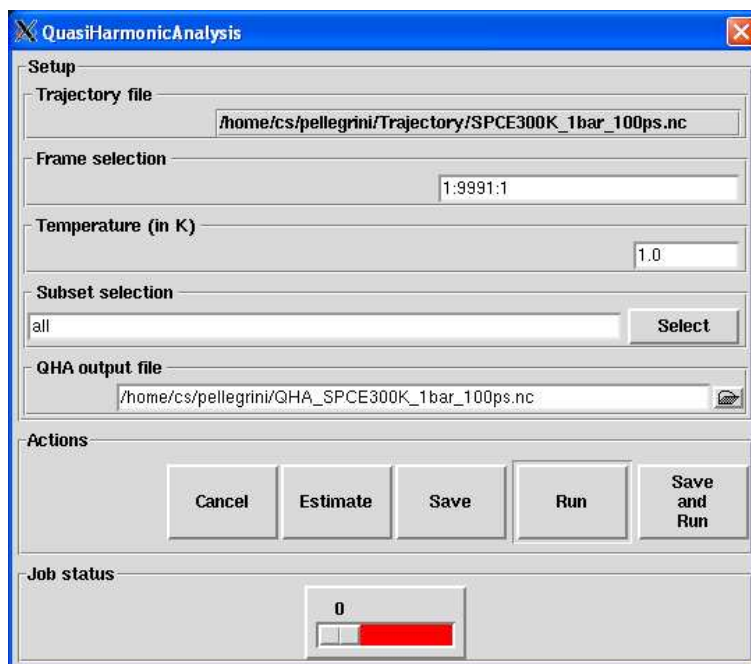 QuasiHarmonicAnalysis
Setup
Trajectory file
/home/cs/pellegrini/Trajectory/SPCE300K_1bar_100ps.nc
Frame selection
1:9991:1
Temperature (in K)
1.0
Subset selection
all
Select
QHA output file
/home/cs/pellegrini/QHA_SPCE300K_1bar_100ps.nc
Actions
Cancel
Estimate
Save
Run
Save
and
Run
Job status
0